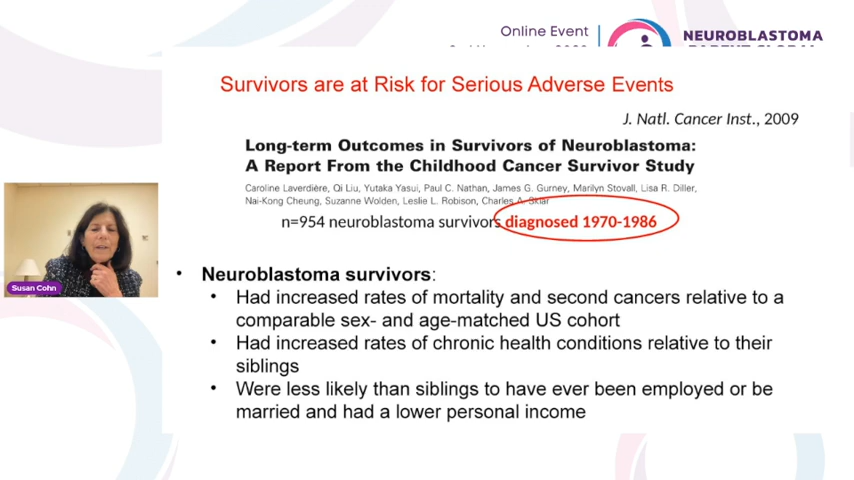 Online Event
NEUROBLASTOMA
Survivors are at Risk for Serious Adverse Events
J. Natl. Cancer Inst., 2009
Long-term Outcomes in Survivors of Neuroblastoma:
A Report From the Childhood Cancer Survivor Study
Caroline Laverdière, Qi Liu, Yutaka Yasui, Paul C. Nathan, James G. Gurney, Marilyn Stovall, Lisa R. Diller,
Nai-Kong Cheung, Suzanne Wolden, Leslie L. Robison, Charles A. Sklar
n=954 neuroblastoma survivors diagnosed 1970-1986
Susan Cohn
• Neuroblastoma survivors:
• Had increased rates of mortality and second cancers relative to a
comparable sex- and age-matched US cohort
• Had increased rates of chronic health conditions relative to their
siblings
• Were less likely than siblings to have ever been employed or be
married and had a lower personal income